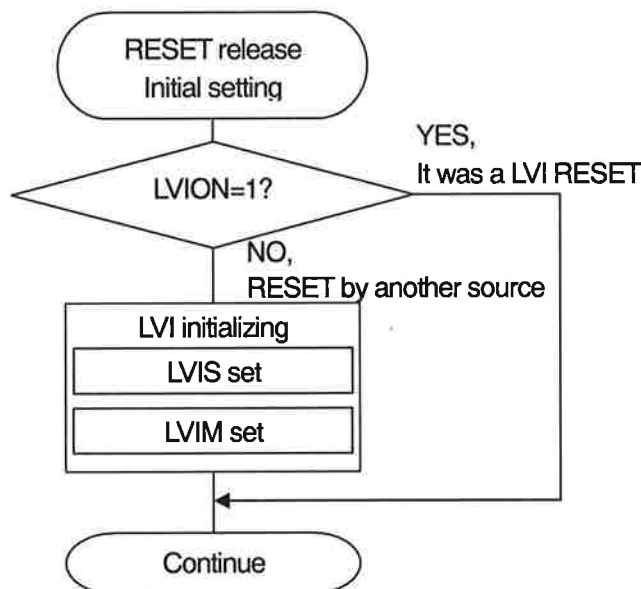 RESET release
Initial setting
LVION=1?
YES,
It was a LVI RESET
NO,
RESET by another source
LVI initializing
LVIS set
LVIM set
Continue